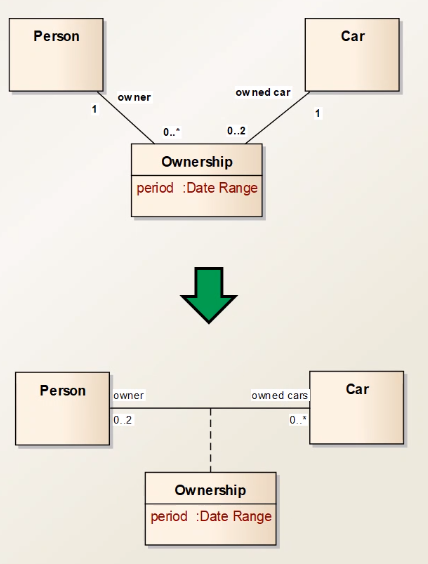 Person
Car
owner
owned car
1
1
0..*
0..2
Ownership
period :Date Range
Person
Car
owner
owned cars
0..2
0..*
Ownership
period :Date Range